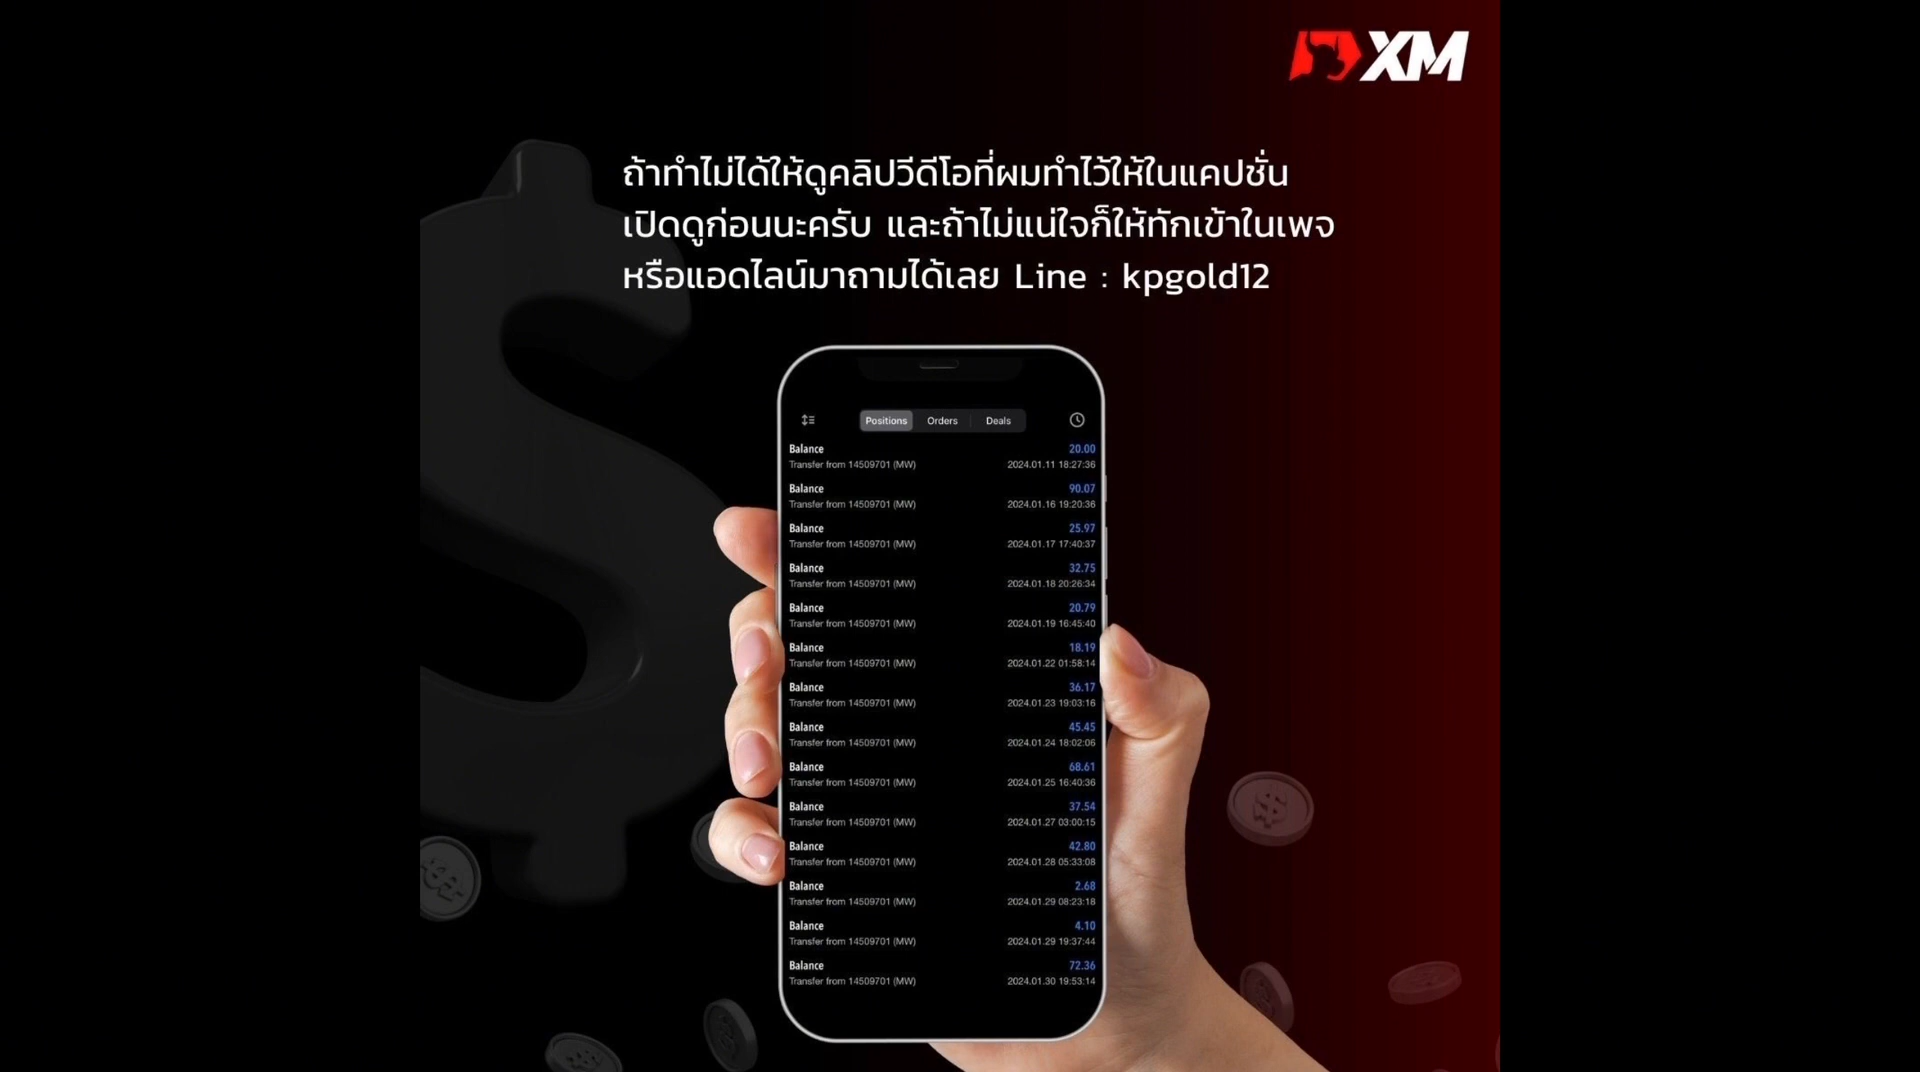 XM
ถ้าทำไม่ได้ให้ดูคลิปวีดีโอที่ผมทำไว้ให้ในแคปชั่น
เปิดดูก่อนนะครับ และถ้าไม่แน่ใจก็ให้ทักเข้าในเพจ
หรือแอดไลน์มาถามได้เลย Line : kpgold12
Positions Orders Deals
Balance 20.00
Transfer from 14509701 (MW) 2024.01.11 18:27:36
Balance 90.07
Transfer from 14509701 (MW) 2024.01.16 19:20:36
Balance 25.97
Transfer from 14509701 (MW) 2024.01.17 17:40:37
Balance 32.75
Transfer from 14509701 (MW) 2024.01.18 20:26:34
Balance 20.79
Transfer from 14509701 (MW) 2024.01.19 16:45:40
Balance 18.19
Transfer from 14509701 (MW) 2024.01.22 01:58:14
Balance 36.17
Transfer from 14509701 (MW) 2024.01.23 19:03:16
Balance 45.45
Transfer from 14509701 (MW) 2024.01.24 18:02:06
Balance 68.61
Transfer from 14509701 (MW) 2024.01.25 16:40:36
Balance 37.54
Transfer from 14509701 (MW) 2024.01.27 03:00:15
Balance 42.80
Transfer from 14509701 (MW) 2024.01.28 05:33:08
Balance 2.68
Transfer from 14509701 (MW) 2024.01.29 08:23:18
Balance 4.10
Transfer from 14509701 (MW) 2024.01.29 19:37:44
Balance 72.36
Transfer from 14509701 (MW) 2024.01.30 19:53:14